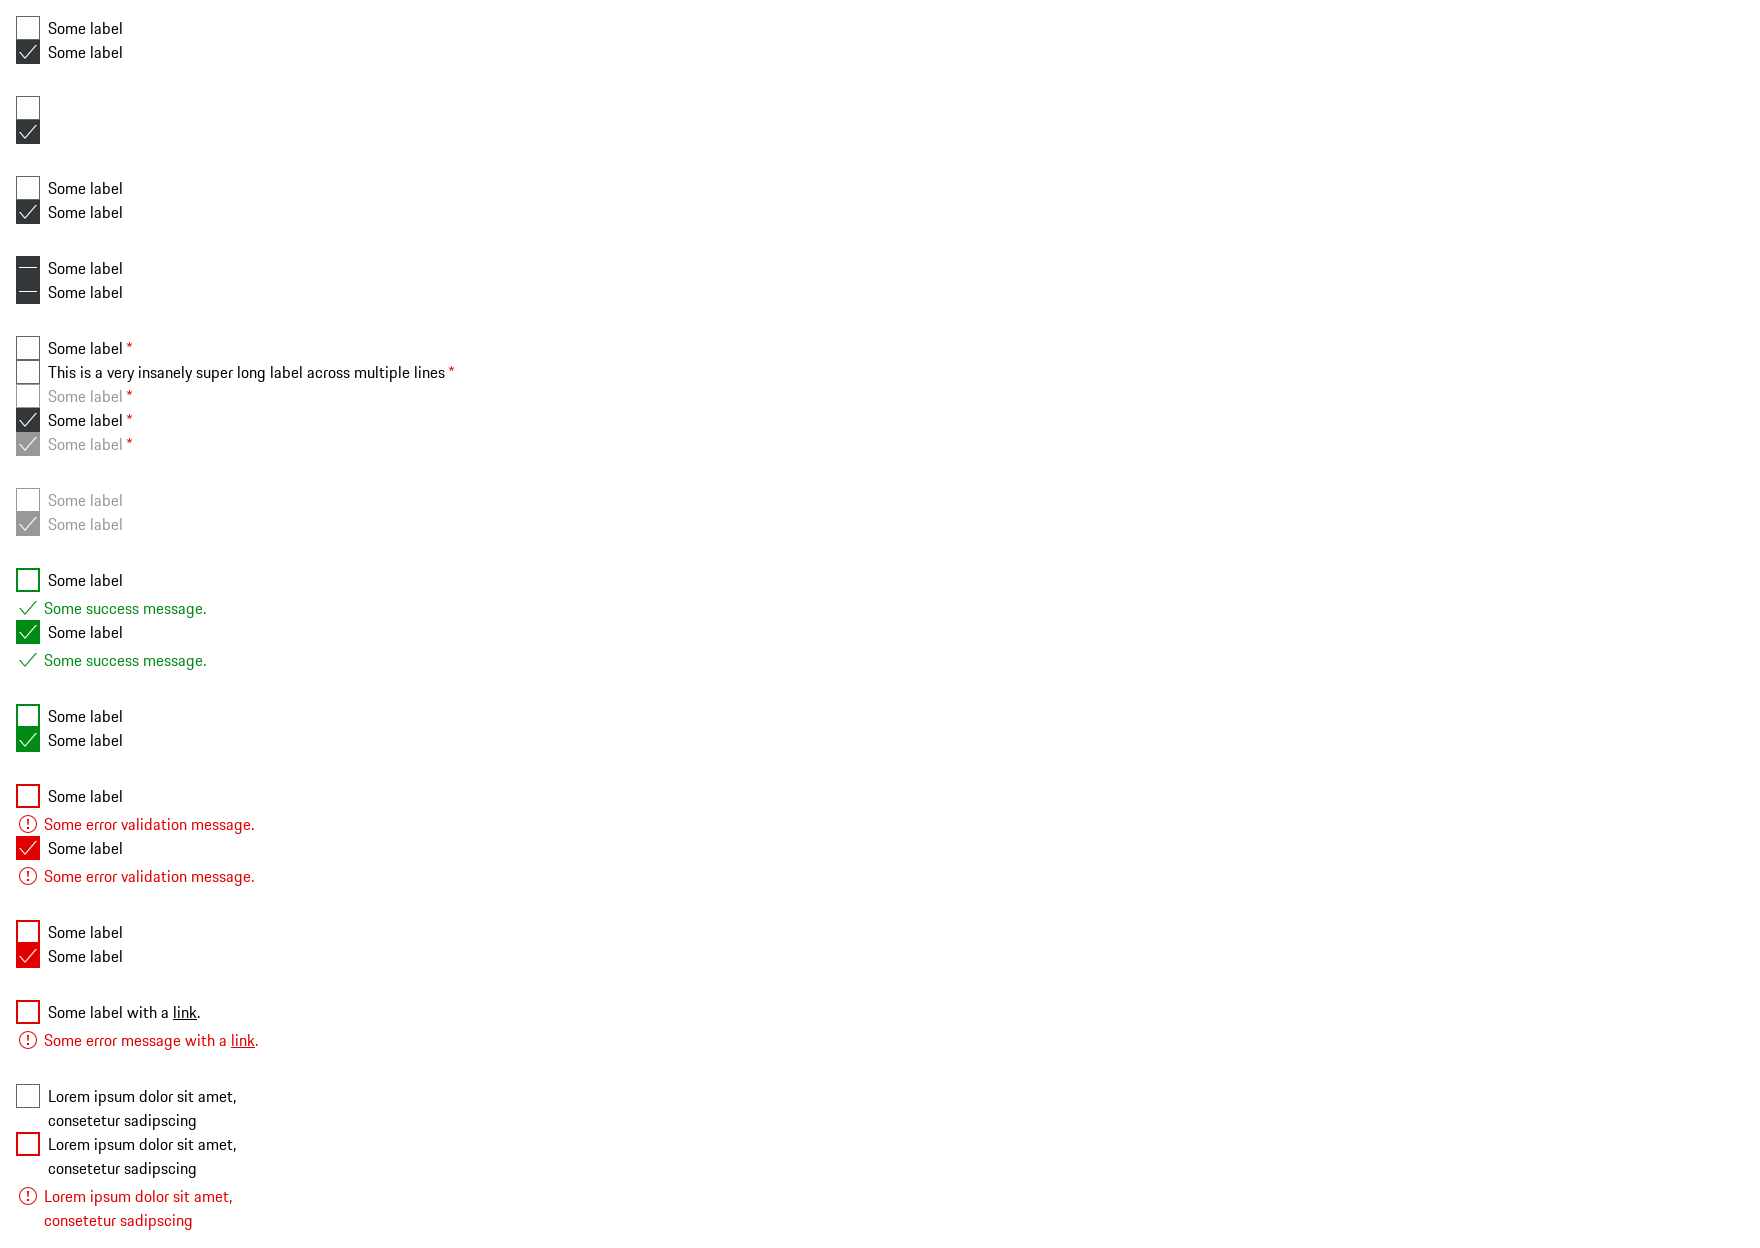 Some label
Some label
Some label
Some label
Some label
Some label
Some label *
This is a very insanely super long label across multiple lines *
Some label *
Some label *
Some label *
Some label
Some label
Some label
Some success message.
Some label
Some success message.
Some label
Some label
Some label
Some error validation message.
Some label
Some error validation message.
Some label
Some label
Some label with a link.
Some error message with a link.
Lorem ipsum dolor sit amet,
consetetur sadipscing
Lorem ipsum dolor sit amet,
consetetur sadipscing
Lorem ipsum dolor sit amet,
consetetur sadipscing